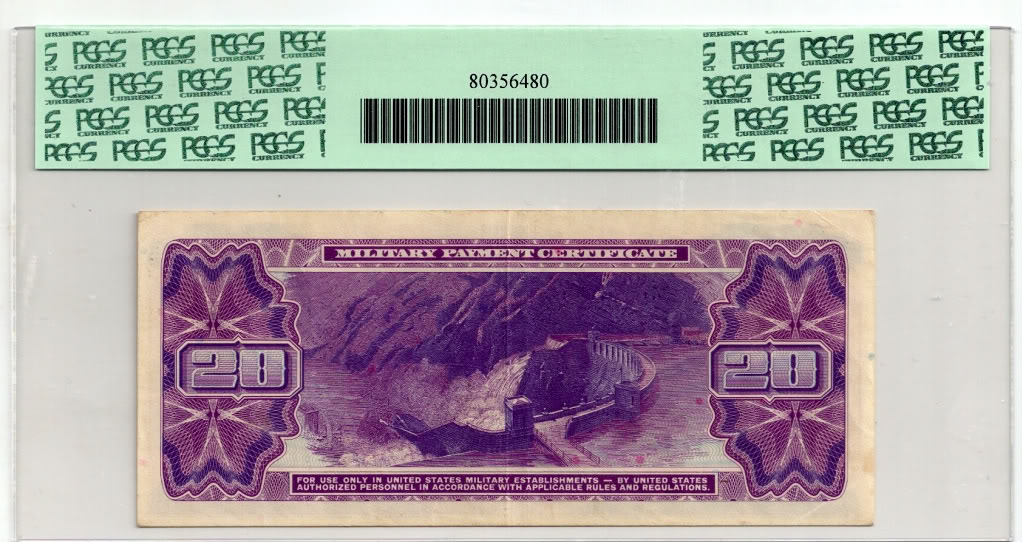 PCGS CURRENCY
80356480
MILITARY PAYMENT CERTIFICATE
20
20
FOR USE ONLY IN UNITED STATES MILITARY ESTABLISHMENTS — BY UNITED STATES
AUTHORIZED PERSONNEL IN ACCORDANCE WITH APPLICABLE RULES AND REGULATIONS.